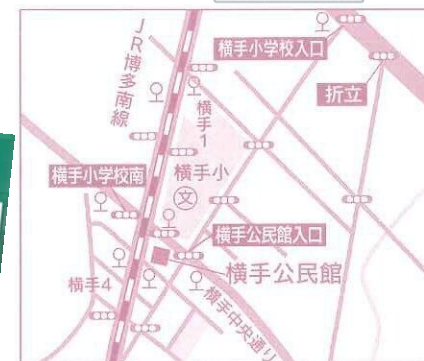 横手小学校入口
JR博多南線
折立
横手1
横手小学校南
横手小
文
横手公民館入口
横手公民館
横手4
横手中央通り